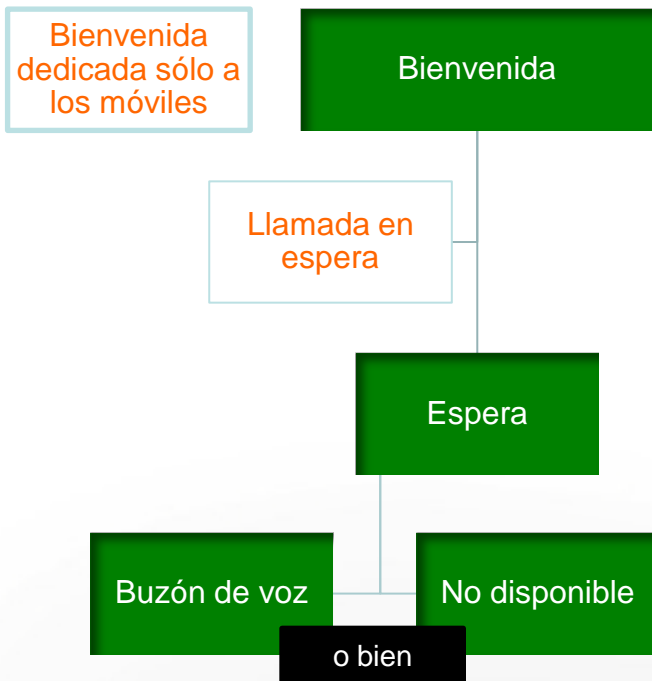 Bienvenida
dedicada sólo a
los móviles
Bienvenida
Llamada en
espera
Espera
Buzón de voz
No disponible
o bien